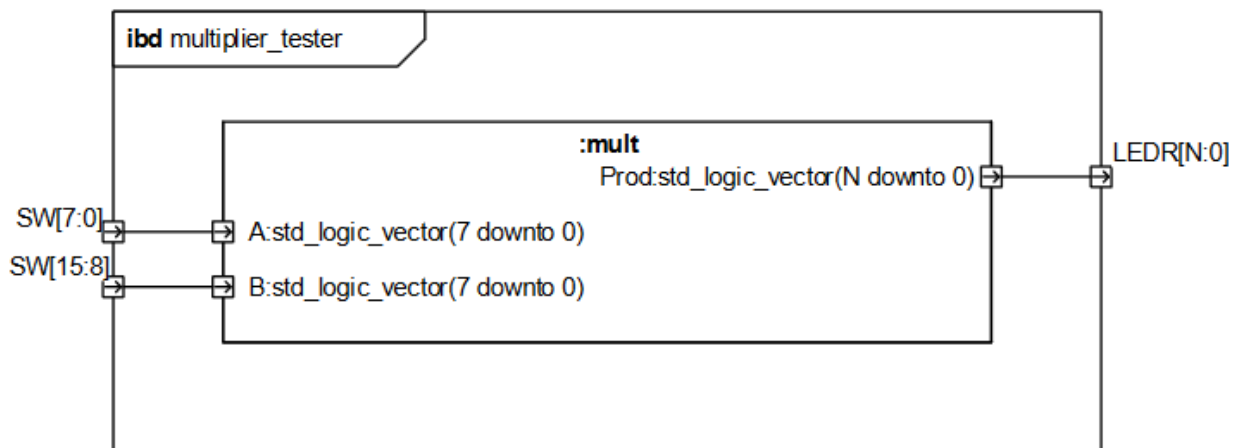 ibd multiplier_tester
:mult
Prod:std_logic_vector(N downto 0)
LEDR[N:0]
SW[7:0]
A:std_logic_vector(7 downto 0)
SW[15:8]
B:std_logic_vector(7 downto 0)